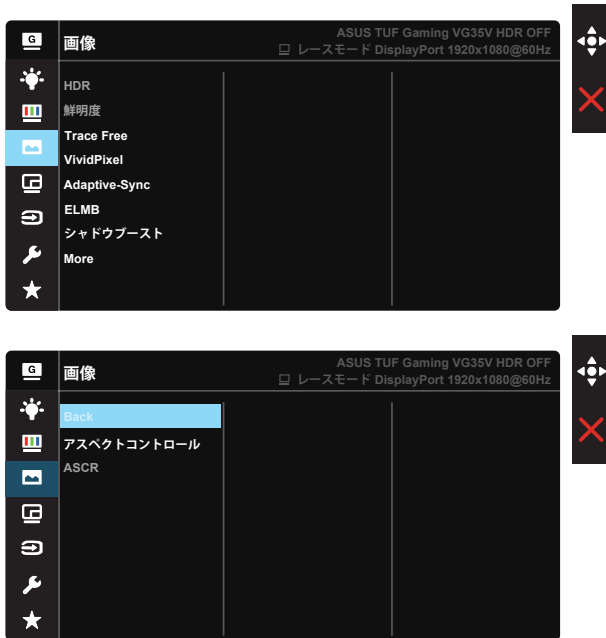 G
画像
ASUS TUF Gaming VG35V HDR OFF
レースモード DisplayPort 1920x1080@60Hz
HDR
鮮明度
Trace Free
VividPixel
Adaptive-Sync
ELMB
シャドウブースト
More
G
画像
ASUS TUF Gaming VG35V HDR OFF
レースモード DisplayPort 1920x1080@60Hz
Back
アスペクトコントロール
ASCR